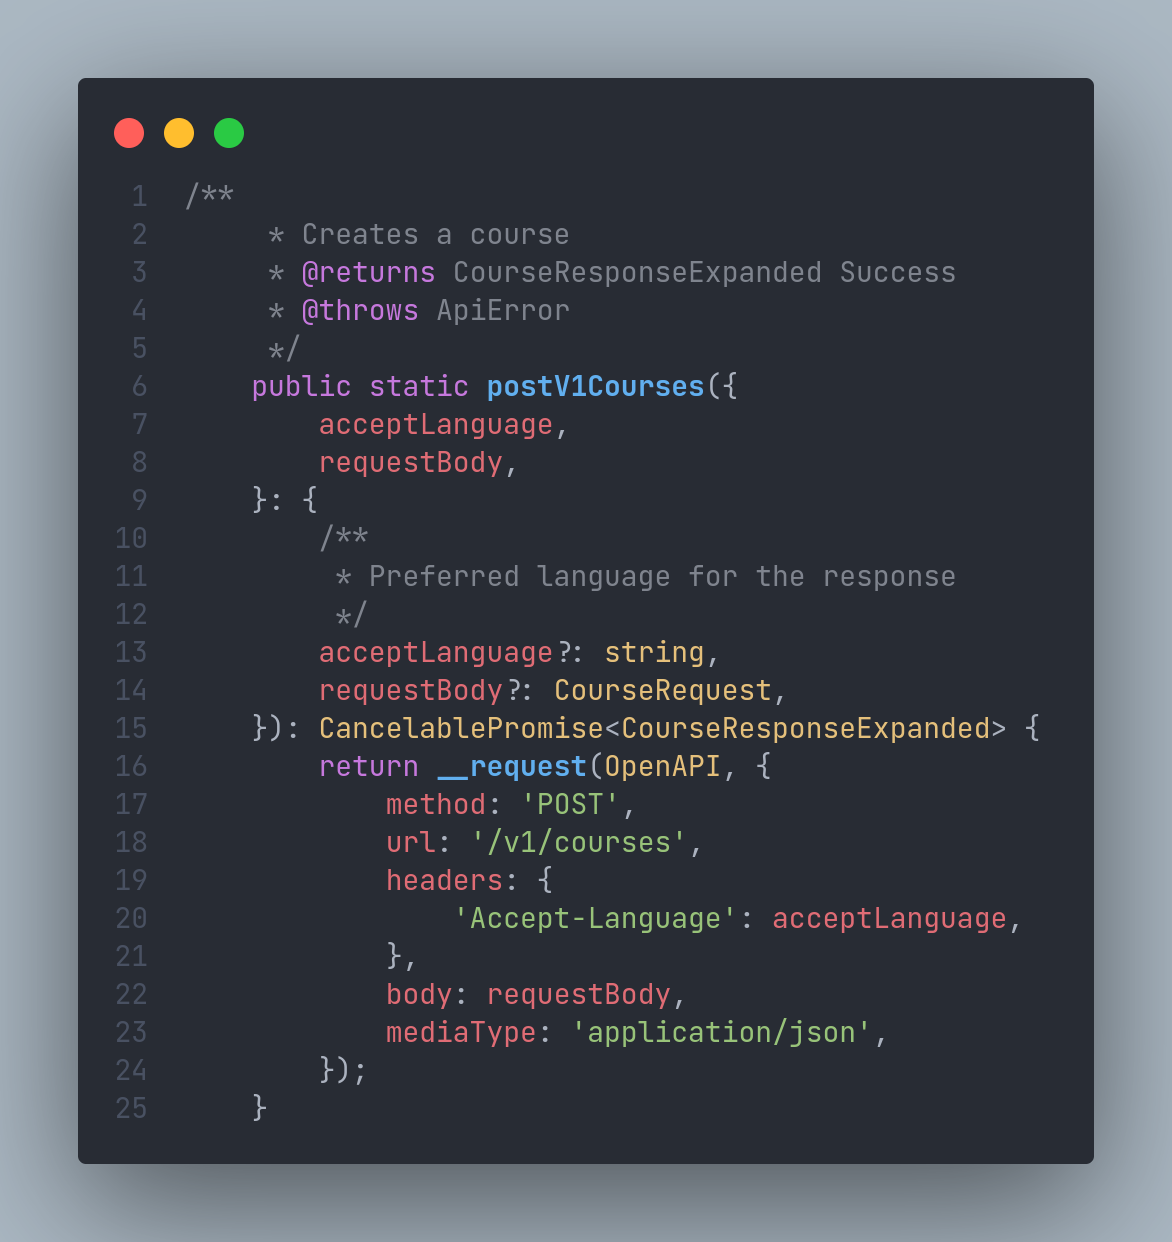 1 /**
2      * Creates a course
3      * @returns CourseResponseExpanded Success
4      * @throws ApiError
5      */
6     public static postV1Courses({
7         acceptLanguage,
8         requestBody,
9     }: {
10         /**
11          * Preferred language for the response
12          */
13         acceptLanguage?: string,
14         requestBody?: CourseRequest,
15     }): CancelablePromise<CourseResponseExpanded> {
16         return __request(OpenAPI, {
17             method: 'POST',
18             url: '/v1/courses',
19             headers: {
20                 'Accept-Language': acceptLanguage,
21             },
22             body: requestBody,
23             mediaType: 'application/json',
24         });
25     }